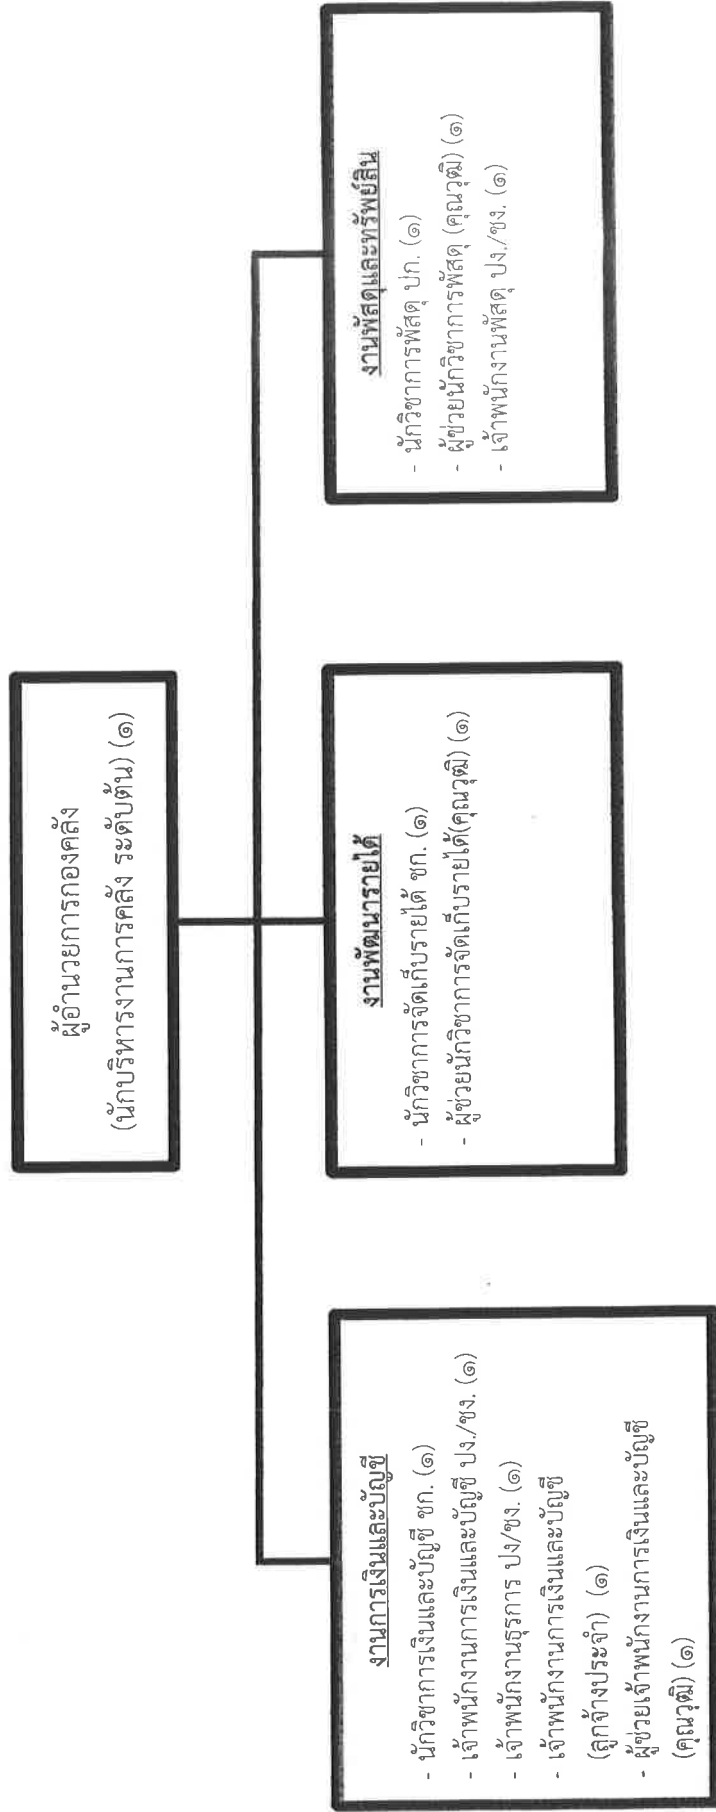 ผู้อำนวยการกองคลัง
(นักบริหารงานการคลัง ระดับต้น) (๑)
งานการเงินและบัญชี
- นักวิชาการเงินและบัญชี ชก. (๑)
- เจ้าพนักงานการเงินและบัญชี ปง./ชง. (๑)
- เจ้าพนักงานธุรการ ปง/ชง. (๑)
- เจ้าพนักงานการเงินและบัญชี
(ลูกจ้างประจำ) (๑)
- ผู้ช่วยเจ้าพนักงานการเงินและบัญชี
(คุณวุฒิ) (๑)
งานพัฒนารายได้
- นักวิชาการจัดเก็บรายได้ ชก. (๑)
- ผู้ช่วยนักวิชาการจัดเก็บรายได้(คุณวุฒิ) (๑)
งานพัสดุและทรัพย์สิน
- นักวิชาการพัสดุ ปก. (๑)
- ผู้ช่วยนักวิชาการพัสดุ (คุณวุฒิ) (๑)
- เจ้าพนักงานพัสดุ ปง./ชง. (๑)